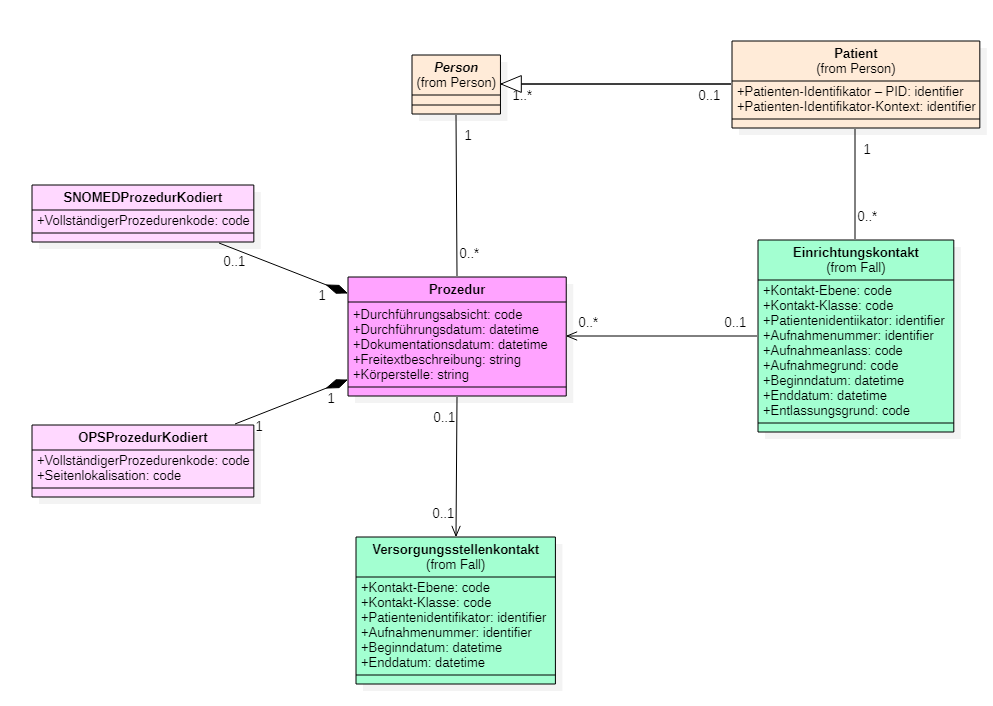 Person
(from Person)
Patient
(from Person)
+Patienten-Identifikator – PID: identifier
+Patienten-Identifikator-Kontext: identifier
1..*
0..1
1
1
0..*
0..*
SNOMEDProzedurKodiert
+VollständigerProzedurenkode: code
0..1
1
Prozedur
+Durchführungsabsicht: code
+Durchführungsdatum: datetime
+Dokumentationsdatum: datetime
+Freitextbeschreibung: string
+Körperstelle: string
0..*
0..1
Einrichtungskontakt
(from Fall)
+Kontakt-Ebene: code
+Kontakt-Klasse: code
+Patientenidentiikator: identifier
+Aufnahmenummer: identifier
+Aufnahmeanlass: code
+Aufnahmegrund: code
+Beginndatum: datetime
+Enddatum: datetime
+Entlassungsgrund: code
1
1
OPSProzedurKodiert
+VollständigerProzedurenkode: code
+Seitenlokalisation: code
0..1
0..1
Versorgungsstellenkontakt
(from Fall)
+Kontakt-Ebene: code
+Kontakt-Klasse: code
+Patientenidentifikator: identifier
+Aufnahmenummer: identifier
+Beginndatum: datetime
+Enddatum: datetime